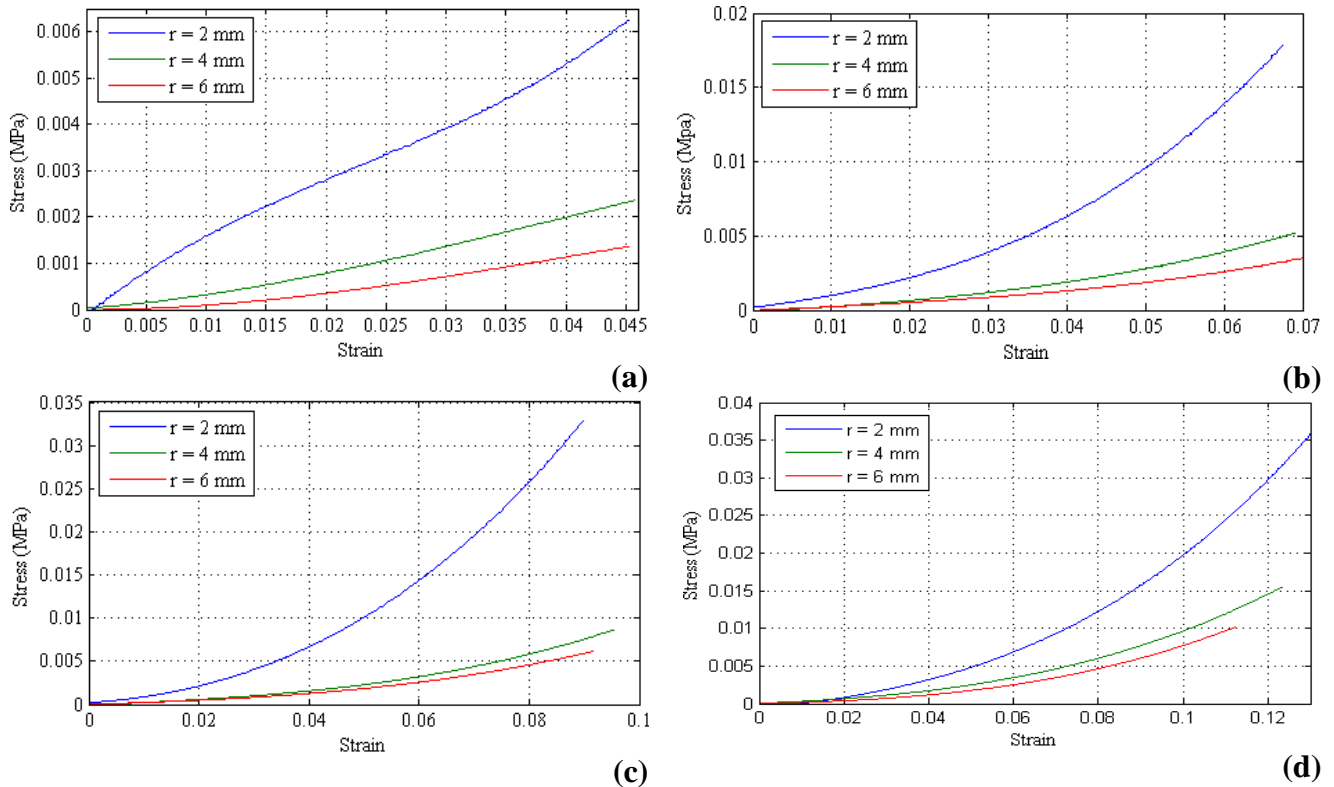 0.006
0.005
0.004
0.003
0.002
0.001
0
Stress (MPa)
r = 2 mm
r = 4 mm
r = 6 mm
0 0.005 0.01 0.015 0.02 0.025 0.03 0.035 0.04 0.045
Strain
(a)
0.02
0.015
0.01
0.005
0
Stress (Mpa)
r = 2 mm
r = 4 mm
r = 6 mm
0 0.01 0.02 0.03 0.04 0.05 0.06 0.07
Strain
(b)
0.035
0.03
0.025
0.02
0.015
0.01
0.005
0
Stress (MPa)
r = 2 mm
r = 4 mm
r = 6 mm
0 0.02 0.04 0.06 0.08 0.1
Strain
(c)
0.04
0.035
0.03
0.025
0.02
0.015
0.01
0.005
0
Stress (MPa)
r = 2 mm
r = 4 mm
r = 6 mm
0 0.02 0.04 0.06 0.08 0.1 0.12
Strain
(d)